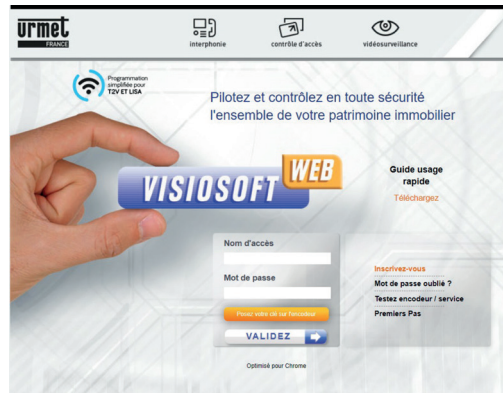 urmet
FRANCE
interphonie
contrôle d'accès
vidéosurveillance
Programmation
simplifiée pour
T2V ET LISA
Pilotez et contrôlez en toute sécurité
l'ensemble de votre patrimoine immobilier
VISIOSOFT WEB
Guide usage
rapide
Téléchargez
Nom d'accès
Mot de passe
Posez votre clé sur l'encodeur
VALIDEZ
Inscrivez-vous
Mot de passe oublié ?
Testez encodeur / service
Premiers Pas
Optimisé pour Chrome